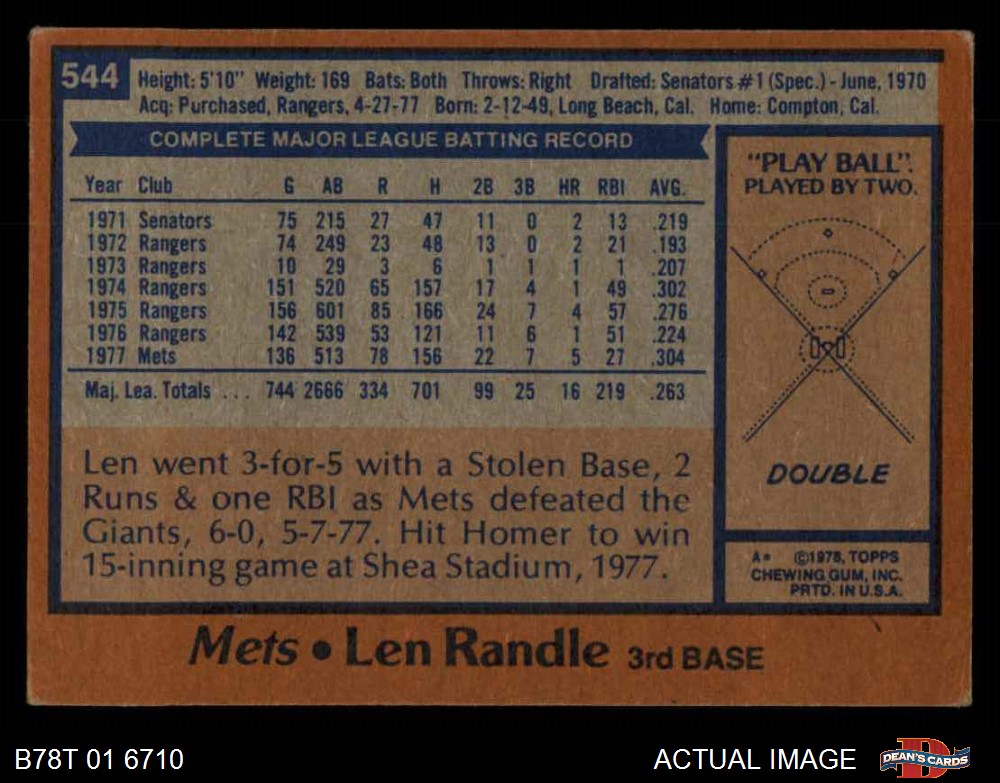 544
Height: 5'10" Weight: 169 Bats: Both Throws: Right Drafted: Senators #1 (Spec.) - June, 1970
Acq: Purchased, Rangers, 4-27-77 Born: 2-12-49, Long Beach, Cal. Home: Compton, Cal.
COMPLETE MAJOR LEAGUE BATTING RECORD
Year Club G AB R H 2B 3B HR RBI AVG.
1971 Senators 75 215 27 47 11 0 2 13 .219
1972 Rangers 74 249 23 48 13 0 2 21 .193
1973 Rangers 10 29 3 6 1 1 1 1 .207
1974 Rangers 151 520 65 157 17 4 1 49 .302
1975 Rangers 156 601 85 166 24 7 4 57 .276
1976 Rangers 142 539 53 121 11 6 1 51 .224
1977 Mets 136 513 78 156 22 7 5 27 .304
Maj. Lea. Totals . . . 744 2666 334 701 99 25 16 219 .263
Len went 3-for-5 with a Stolen Base, 2
Runs & one RBI as Mets defeated the
Giants, 6-0, 5-7-77. Hit Homer to win
15-inning game at Shea Stadium, 1977.
"PLAY BALL".
PLAYED BY TWO.
DOUBLE
A* ©1978, TOPPS
CHEWING GUM, INC.
PRTD. IN U.S.A.
Mets • Len Randle 3rd BASE
B78T 01 6710
ACTUAL IMAGE
DEAN'S CARDS